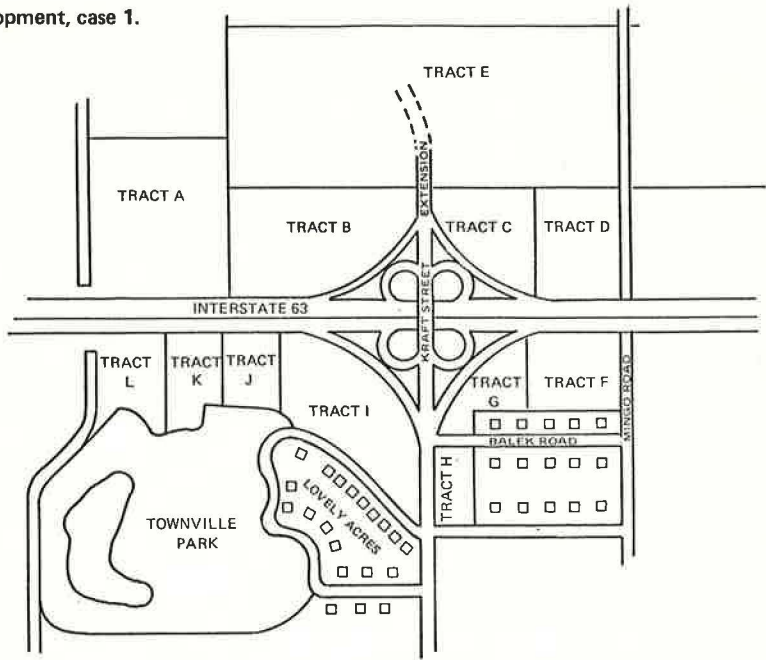 opment, case 1.
TRACT E
TRACT A
EXTENSION
TRACT B
TRACT C
TRACT D
INTERSTATE 63
KRAFT STREET
TRACT L
TRACT K
TRACT J
TRACT I
TRACT G
TRACT F
MINGO ROAD
BALEK ROAD
TRACT H
LOVELY ACRES
TOWNVILLE
PARK